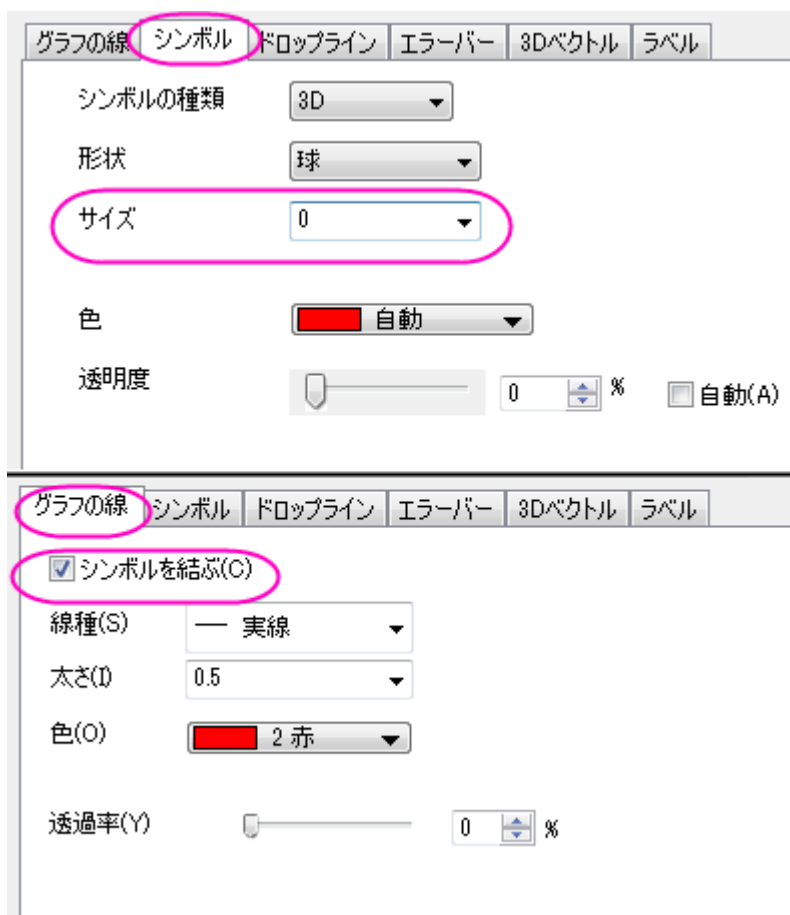 グラフの線 シンボル ドロップライン エラーバー 3Dベクトル ラベル
シンボルの種類 3D
形状 球
サイズ 0
色 自動
透明度 0 % 自動(A)
グラフの線 シンボル ドロップライン エラーバー 3Dベクトル ラベル
シンボルを結ぶ(C)
線種(S) 実線
太さ(I) 0.5
色(O) 2 赤
透過率(Y) 0 %